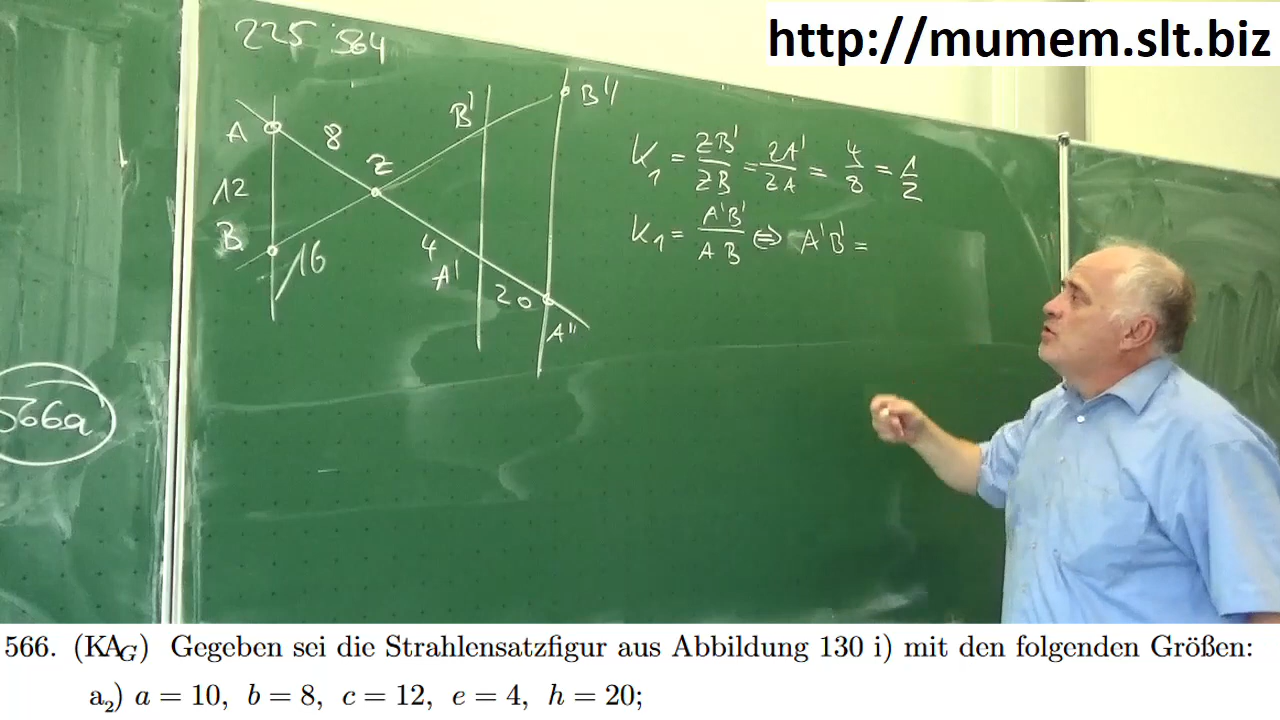 http://mumem.slt.biz
225 564
A
8
Z
B'
B''
12
B
16
4
A'
20
A''
K₁ = ZB'/ZB = ZA'/ZA = 4/8 = 1/2
K₁ = A'B'/AB ⇔ A'B' =
566a
566. (KA_G) Gegeben sei die Strahlensatzfigur aus Abbildung 130 i) mit den folgenden Größen:
a₂) a = 10, b = 8, c = 12, e = 4, h = 20;